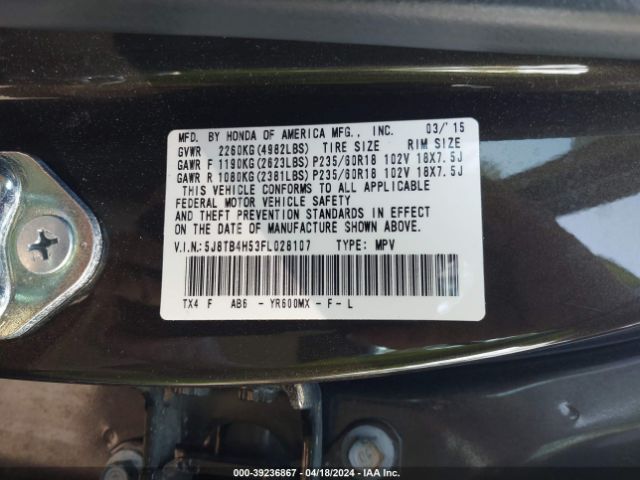 MFD. BY HONDA OF AMERICA MFG., INC. 03/'15
GVWR 2260KG(4982LBS) TIRE SIZE RIM SIZE
GAWR F 1190KG(2623LBS) P235/60R18 102V 18X7.5J
GAWR R 1080KG(2381LBS) P235/60R18 102V 18X7.5J
THIS VEHICLE CONFORMS TO ALL APPLICABLE
FEDERAL MOTOR VEHICLE SAFETY
AND THEFT PREVENTION STANDARDS IN EFFECT
ON THE DATE OF MANUFACTURE SHOWN ABOVE.
V.I.N.:5J8TB4H53FL028107 TYPE: MPV
TX4 F AB6 - YR600MX - F - L
000-39236867 - 04/18/2024 - IAA Inc.